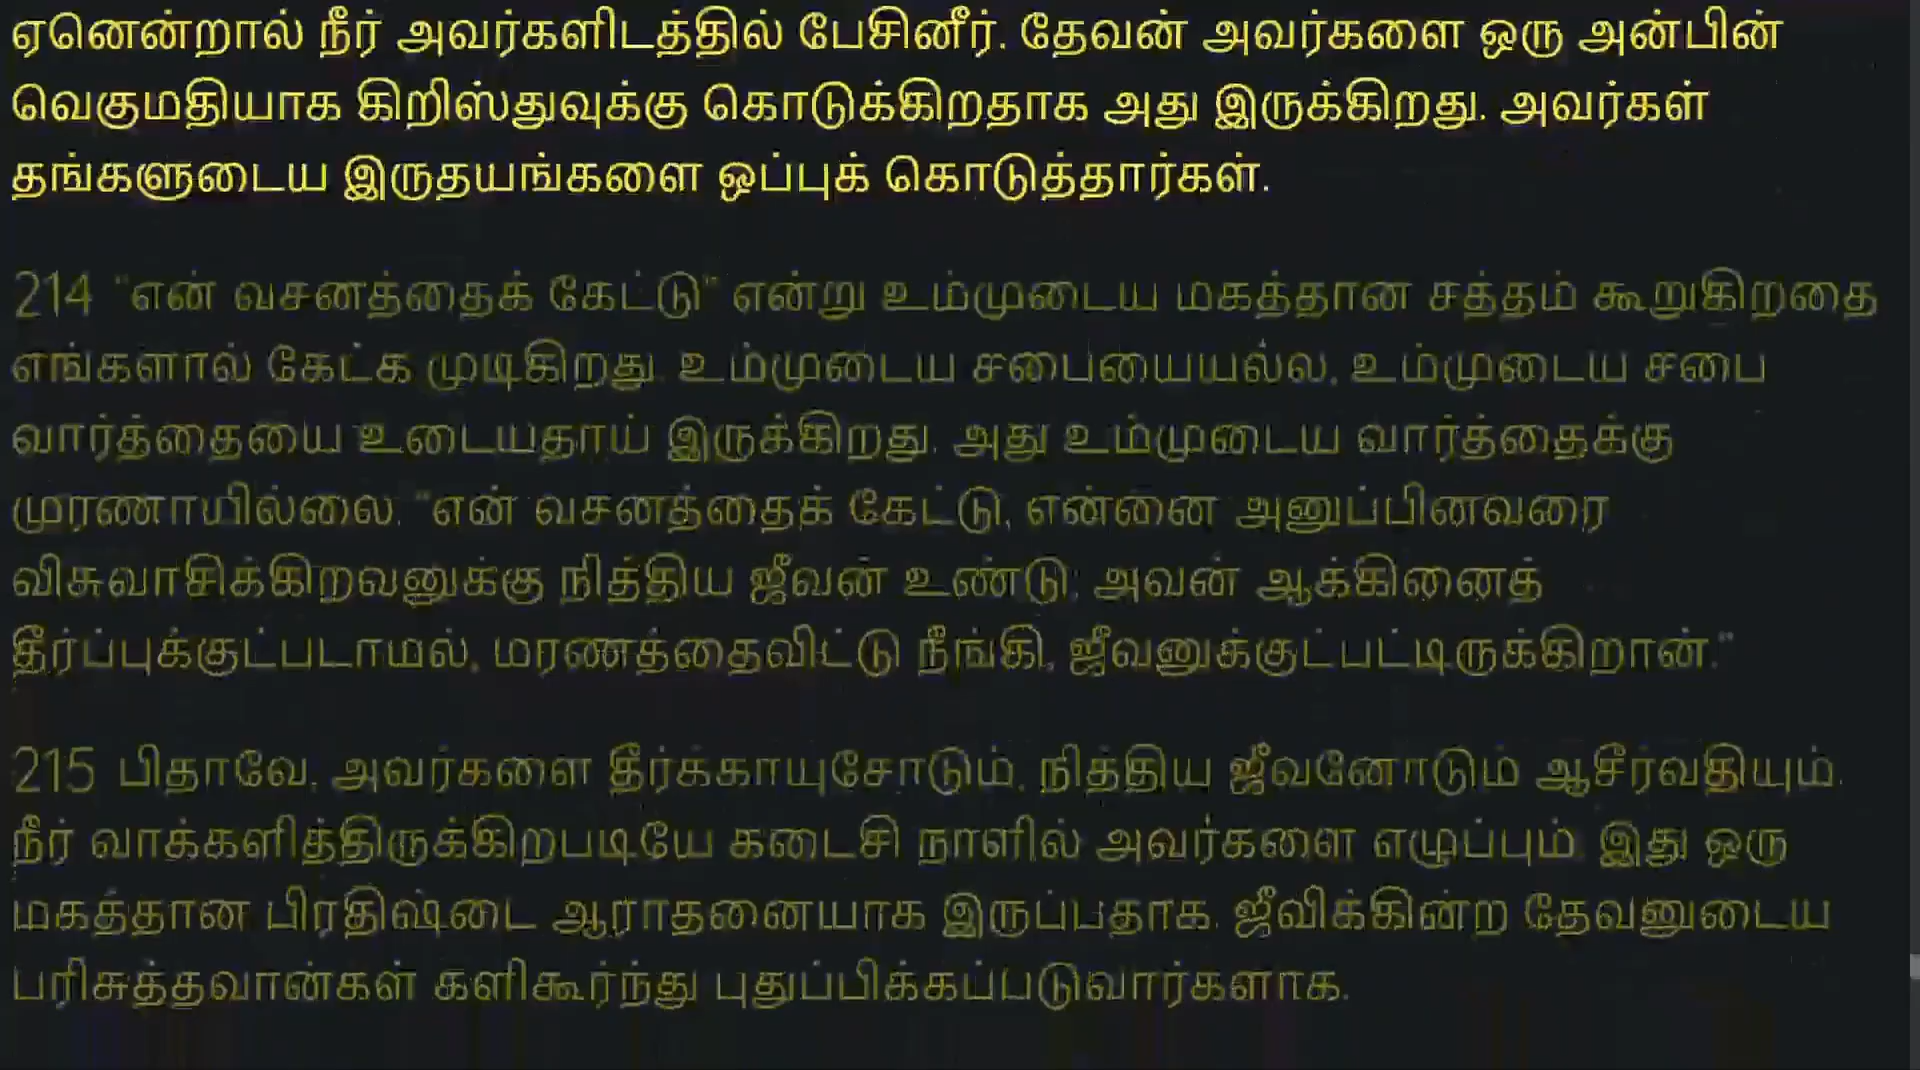 ஏனென்றால் நீர் அவர்களிடத்தில் பேசினீர். தேவன் அவர்களை ஒரு அன்பின்
வெகுமதியாக கிறிஸ்துவுக்கு கொடுக்கிறதாக அது இருக்கிறது. அவர்கள்
தங்களுடைய இருதயங்களை ஒப்புக் கொடுத்தார்கள்.
214 "என் வசனத்தைக் கேட்டு" என்று உம்முடைய மகத்தான சத்தம் கூறுகிறதை
எங்களால் கேட்க முடிகிறது. உம்முடைய சபையையல்ல, உம்முடைய சபை
வார்த்தையை உடையதாய் இருக்கிறது. அது உம்முடைய வார்த்தைக்கு
முரணாயில்லை. "என் வசனத்தைக் கேட்டு, என்னை அனுப்பினவரை
விசுவாசிக்கிறவனுக்கு நித்திய ஜீவன் உண்டு; அவன் ஆக்கினைத்
தீர்ப்புக்குட்படாமல், மரணத்தைவிட்டு நீங்கி, ஜீவனுக்குட்பட்டிருக்கிறான்."
215 பிதாவே, அவர்களை தீர்க்காயுசோடும், நித்திய ஜீவனோடும் ஆசீர்வதியும்.
நீர் வாக்களித்திருக்கிறபடியே கடைசி நாளில் அவர்களை எழுப்பும். இது ஒரு
மகத்தான பிரதிஷ்டை ஆராதனையாக இருப்பதாக. ஜீவிக்கின்ற தேவனுடைய
பரிசுத்தவான்கள் களிகூர்ந்து புதுப்பிக்கப்படுவார்களாக.